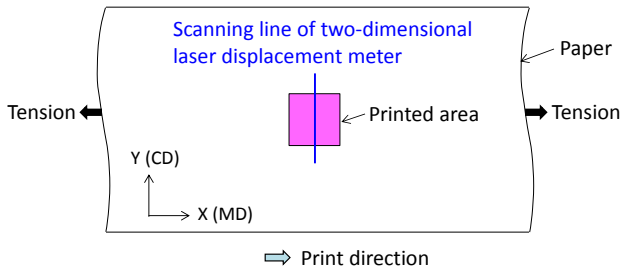 Scanning line of two-dimensional
laser displacement meter
Paper
Tension
Printed area
Tension
Y (CD)
X (MD)
Print direction